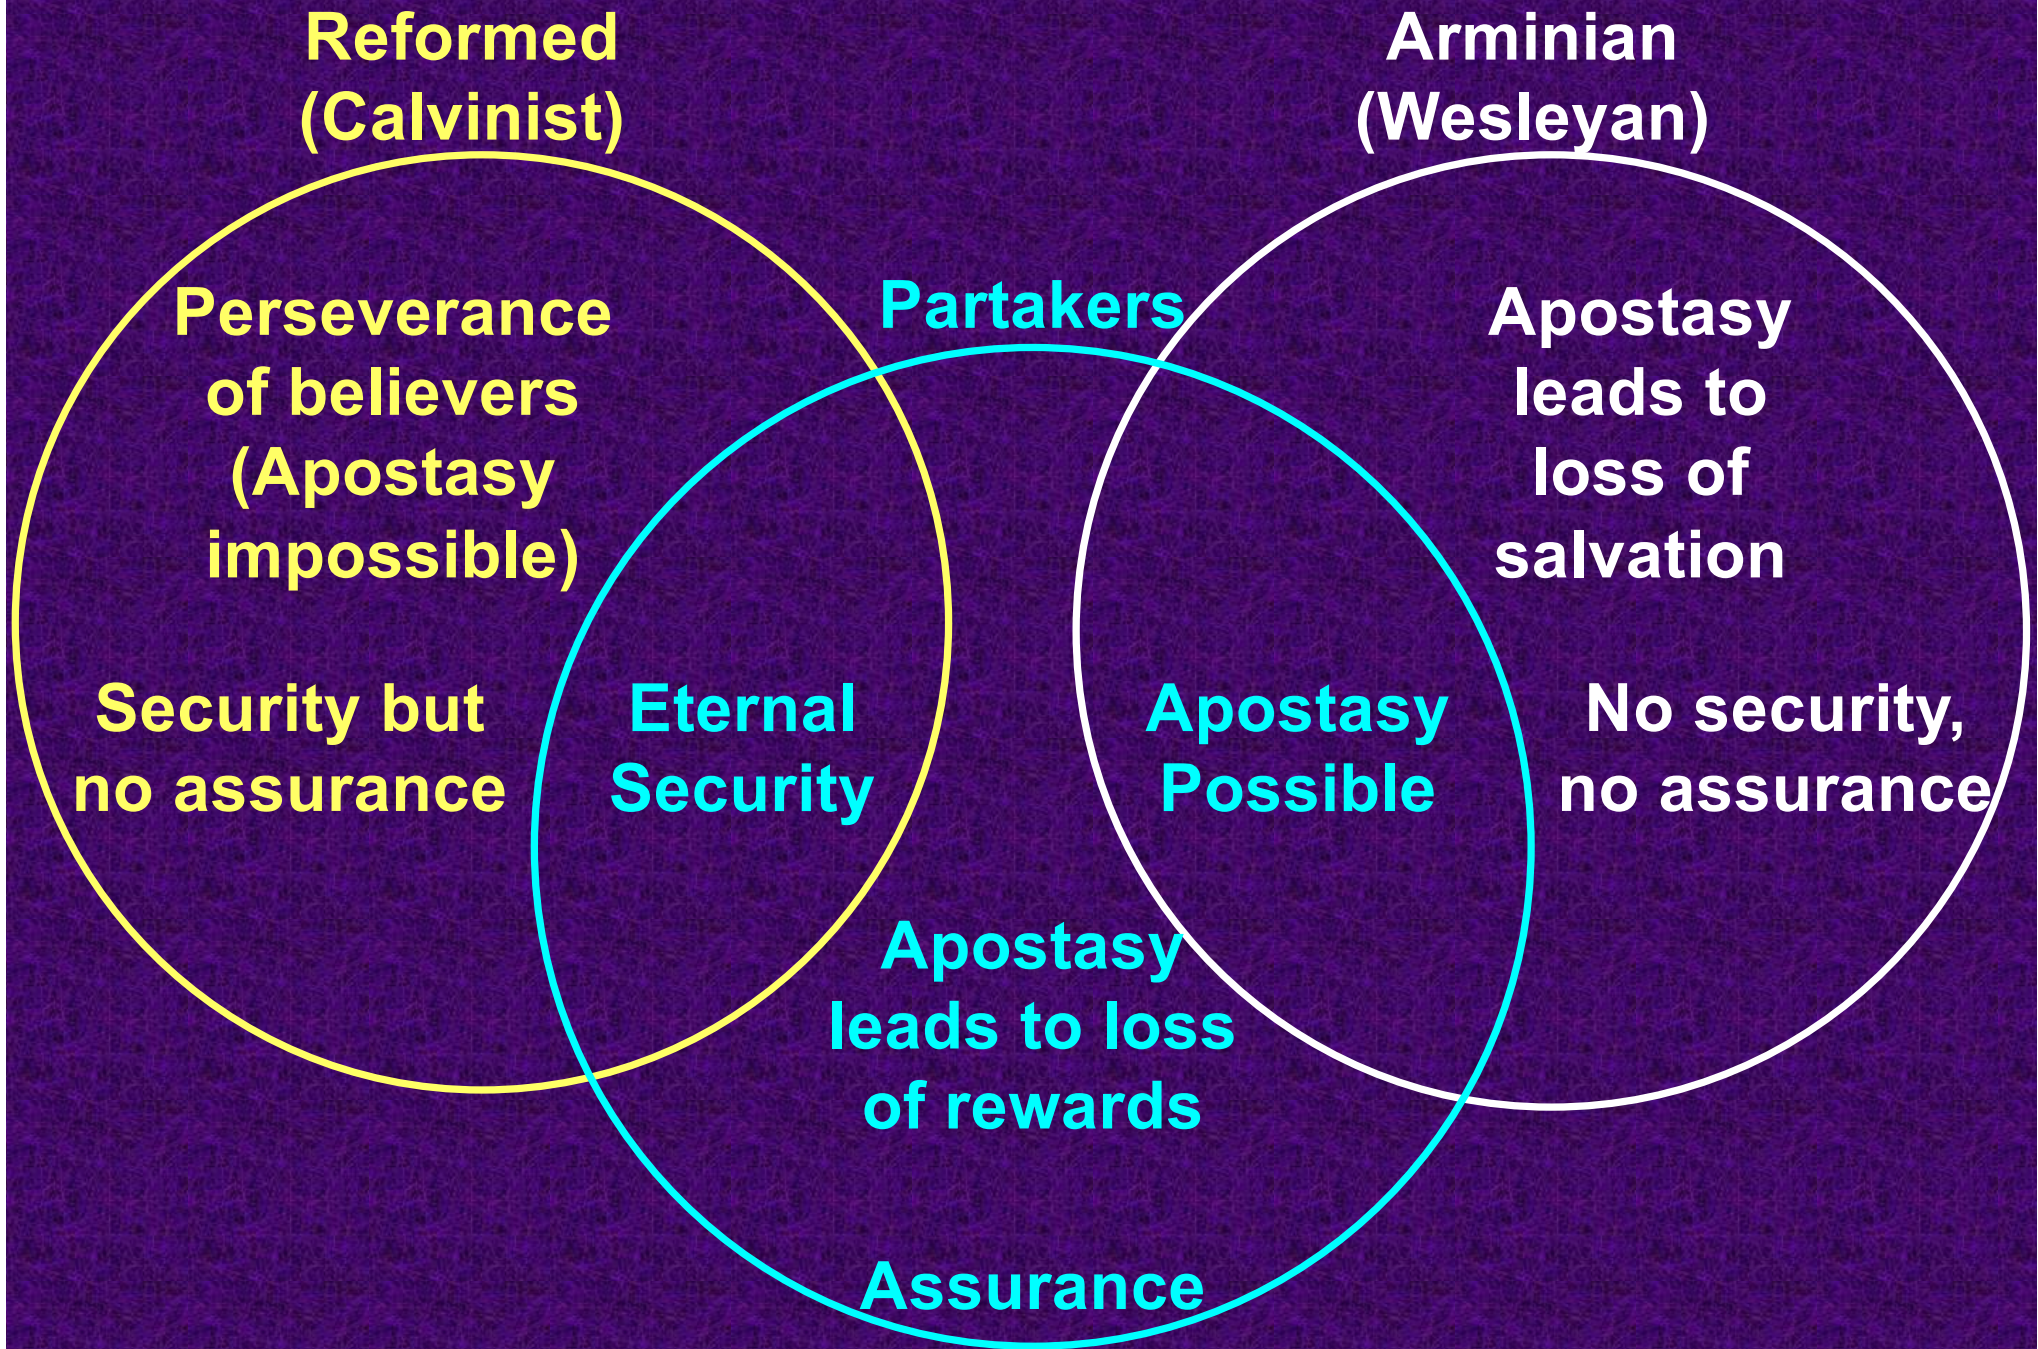 Reformed
(Calvinist)
Arminian
(Wesleyan)
Partakers
Perseverance
of believers
(Apostasy
impossible)
Apostasy
leads to
loss of
salvation
Security but
no assurance
Eternal
Security
Apostasy
Possible
No security,
no assurance
Apostasy
leads to loss
of rewards
Assurance